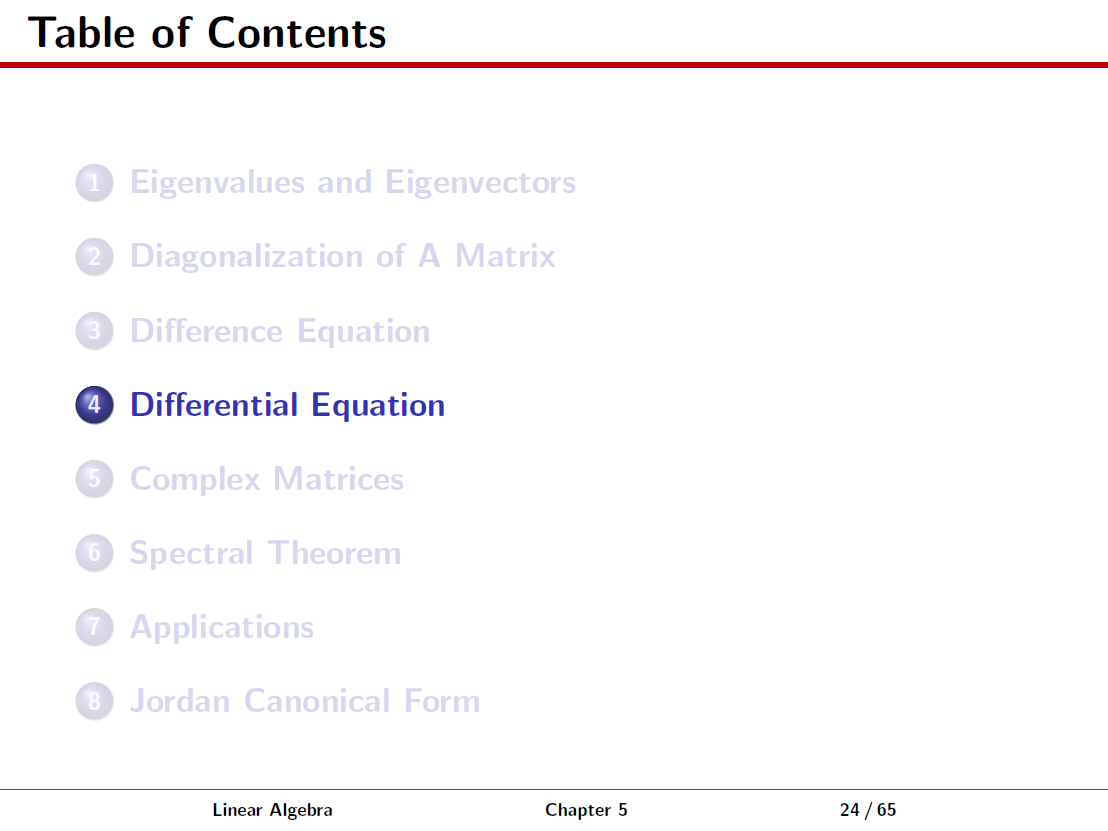 Table of Contents
1 Eigenvalues and Eigenvectors
2 Diagonalization of A Matrix
3 Difference Equation
4 Differential Equation
5 Complex Matrices
6 Spectral Theorem
7 Applications
8 Jordan Canonical Form
Linear Algebra Chapter 5 24 / 65